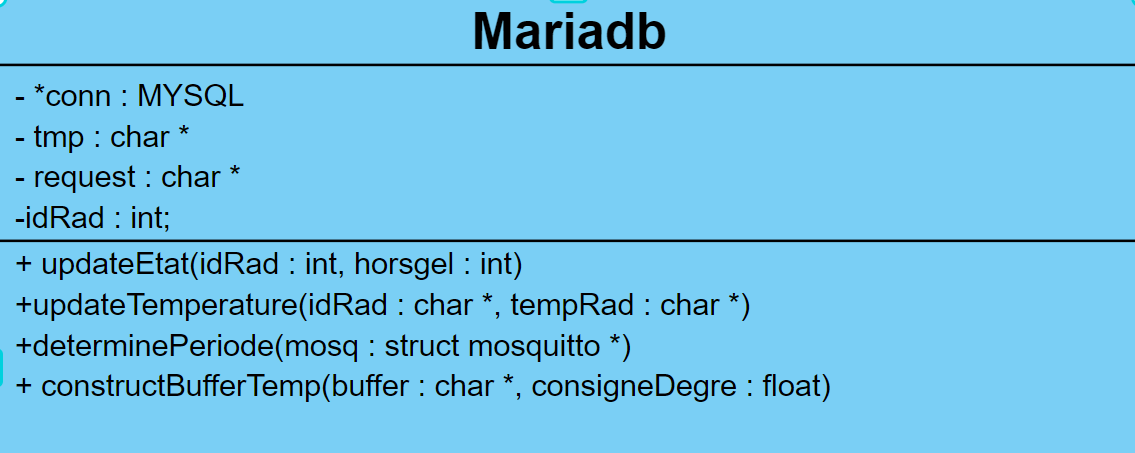 Mariadb
- *conn : MYSQL
- tmp : char *
- request : char *
-idRad : int;
+ updateEtat(idRad : int, horsgel : int)
+updateTemperature(idRad : char *, tempRad : char *)
+determinePeriode(mosq : struct mosquitto *)
+ constructBufferTemp(buffer : char *, consigneDegre : float)